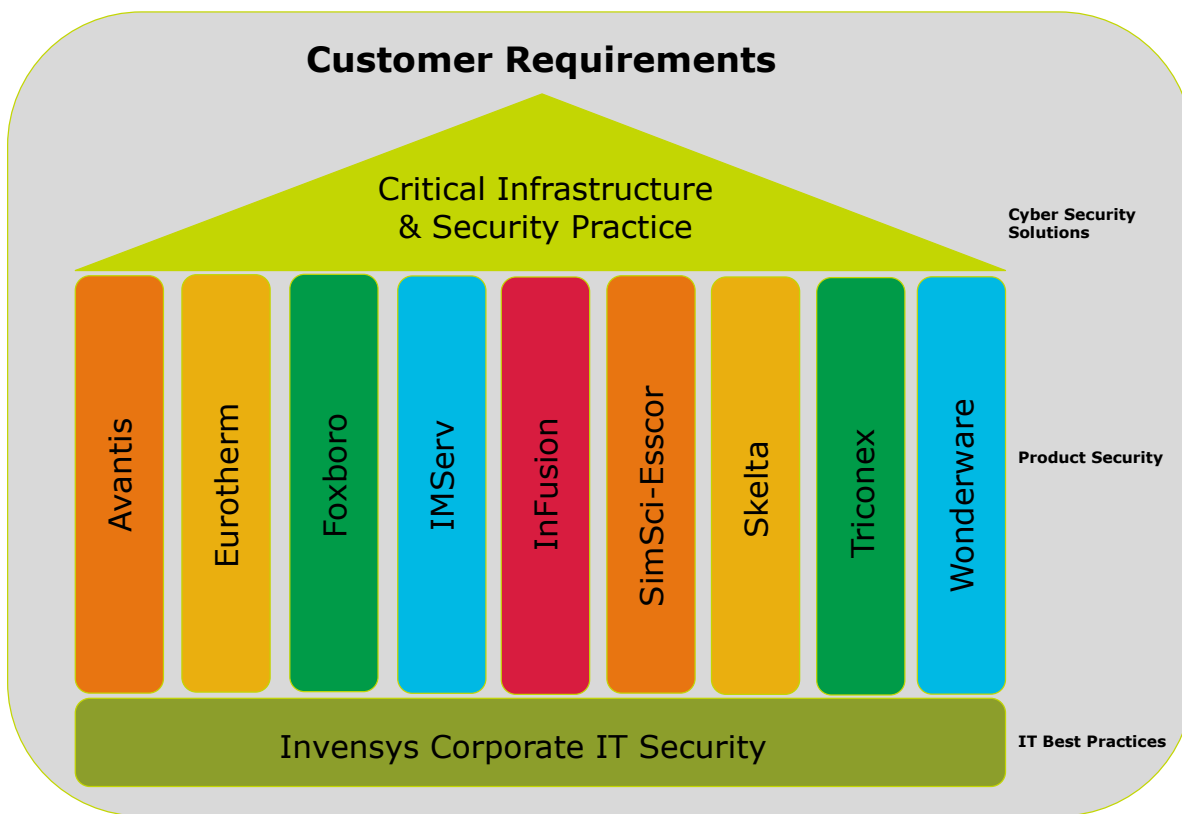 Customer Requirements
Critical Infrastructure
& Security Practice
Cyber Security
Solutions
Avantis
Eurotherm
Foxboro
IMServ
InFusion
SimSci-Esscor
Skelta
Triconex
Wonderware
Product Security
Invensys Corporate IT Security
IT Best Practices